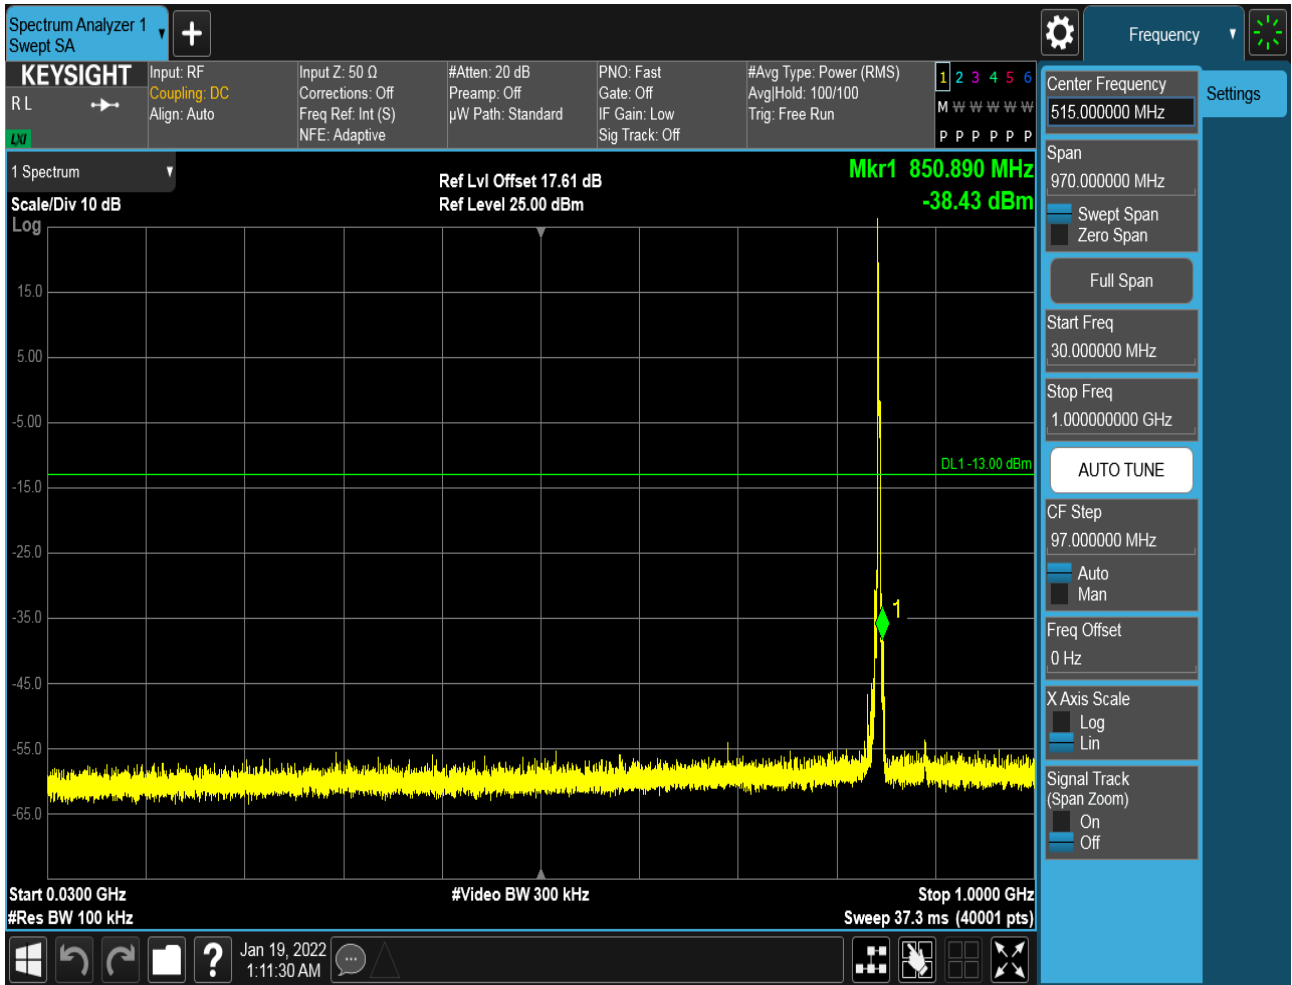 Spectrum Analyzer 1
Swept SA
Frequency
KEYSIGHT
R L
LXI
Input: RF
Coupling: DC
Align: Auto
Input Z: 50 Ω
Corrections: Off
Freq Ref: Int (S)
NFE: Adaptive
#Atten: 20 dB
Preamp: Off
µW Path: Standard
PNO: Fast
Gate: Off
IF Gain: Low
Sig Track: Off
#Avg Type: Power (RMS)
Avg|Hold: 100/100
Trig: Free Run
1 2 3 4 5 6
M W W W W W
P P P P P P
1 Spectrum
Scale/Div 10 dB
Log
Ref Lvl Offset 17.61 dB
Ref Level 25.00 dBm
Mkr1 850.890 MHz
-38.43 dBm
15.0
5.00
-5.00
-15.0
-25.0
-35.0
-45.0
-55.0
-65.0
DL1 -13.00 dBm
1
Start 0.0300 GHz
#Res BW 100 kHz
#Video BW 300 kHz
Stop 1.0000 GHz
Sweep 37.3 ms (40001 pts)
?
Jan 19, 2022
1:11:30 AM
Center Frequency
515.000000 MHz
Settings
Span
970.000000 MHz
Swept Span
Zero Span
Full Span
Start Freq
30.000000 MHz
Stop Freq
1.000000000 GHz
AUTO TUNE
CF Step
97.000000 MHz
Auto
Man
Freq Offset
0 Hz
X Axis Scale
Log
Lin
Signal Track
(Span Zoom)
On
Off